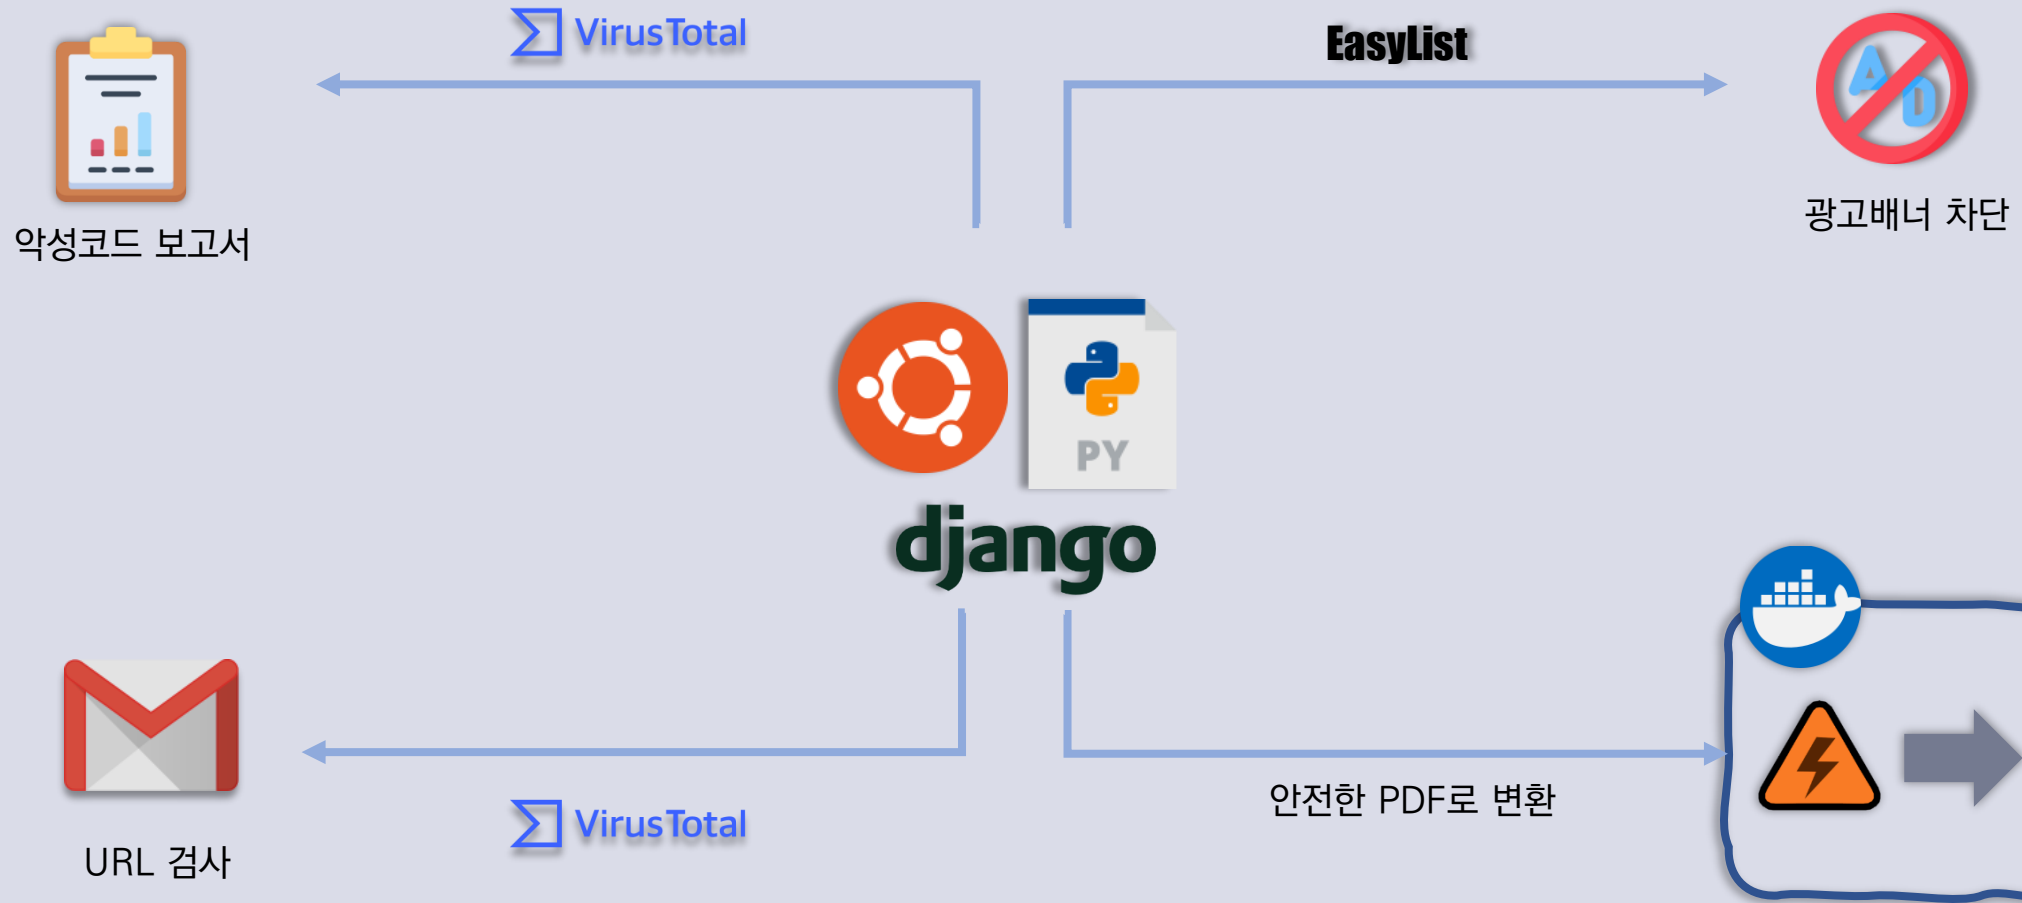 VirusTotal
EasyList
악성코드 보고서
광고배너 차단
AD
PY
django
안전한 PDF로 변환
VirusTotal
URL 검사